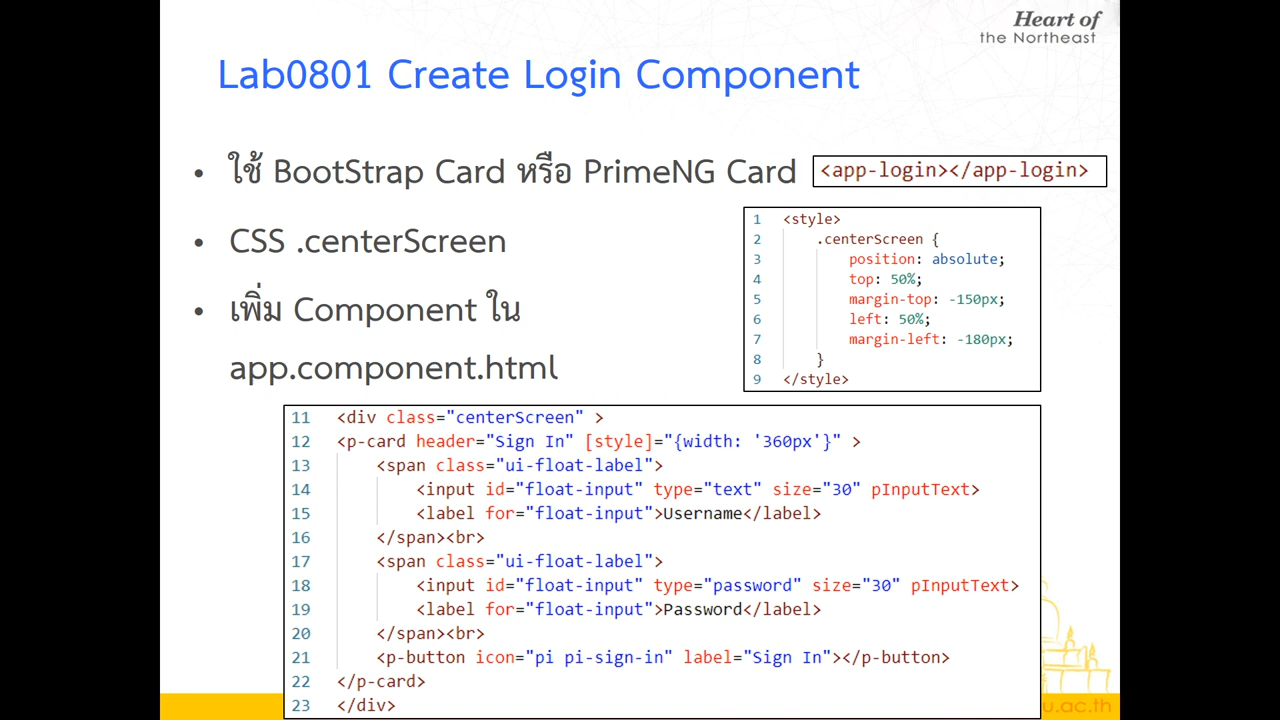 Heart of
the Northeast
Lab0801 Create Login Component
• ใช้ BootStrap Card หรือ PrimeNG Card
<app-login></app-login>
• CSS .centerScreen
• เพิ่ม Component ใน
app.component.html
1 <style>
2 .centerScreen {
3 position: absolute;
4 top: 50%;
5 margin-top: -150px;
6 left: 50%;
7 margin-left: -180px;
8 }
9 </style>
11 <div class="centerScreen" >
12 <p-card header="Sign In" [style]="{width: '360px'}" >
13 <span class="ui-float-label">
14 <input id="float-input" type="text" size="30" pInputText>
15 <label for="float-input">Username</label>
16 </span><br>
17 <span class="ui-float-label">
18 <input id="float-input" type="password" size="30" pInputText>
19 <label for="float-input">Password</label>
20 </span><br>
21 <p-button icon="pi pi-sign-in" label="Sign In"></p-button>
22 </p-card>
23 </div>
u.ac.th